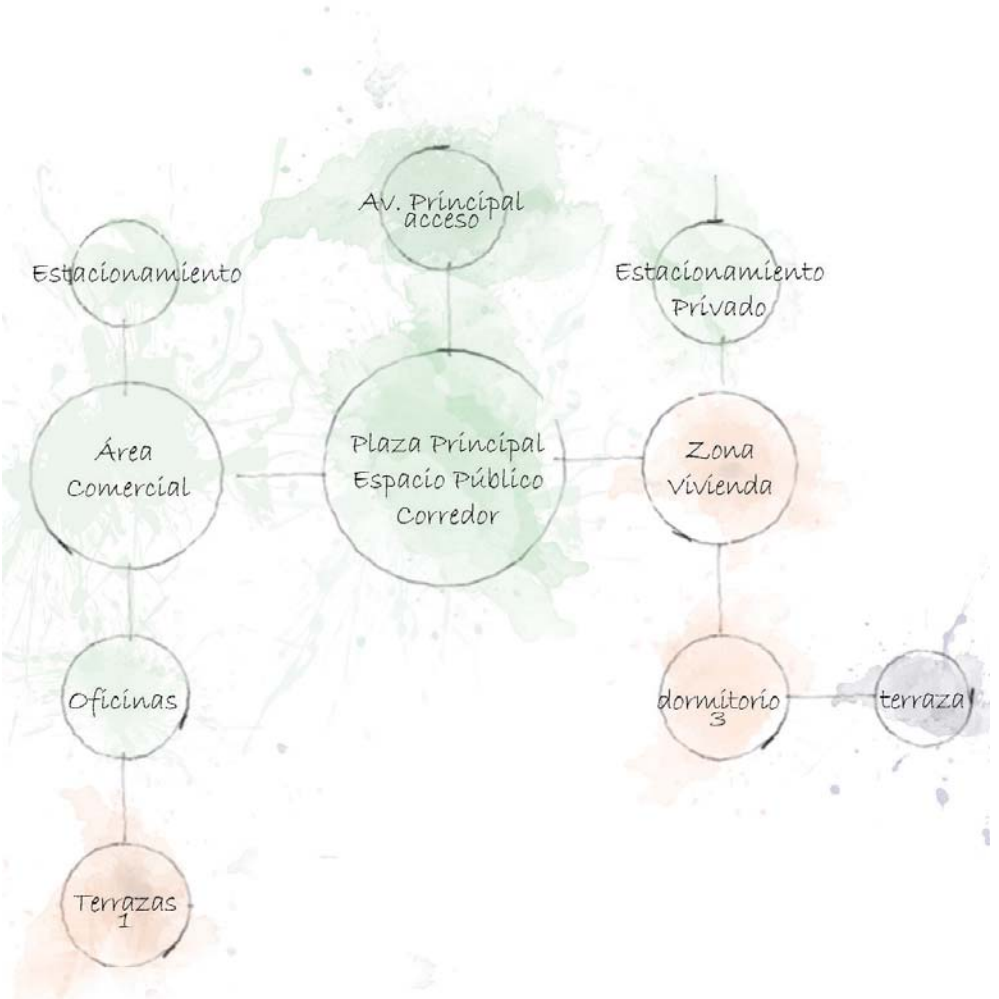 Av. Principal
acceso
Estacionamiento
Estacionamiento
Privado
Área
Comercial
Plaza Principal
Espacio Público
Corredor
Zona
Vivienda
Oficinas
dormitorio
3
terraza
Terrazas
1